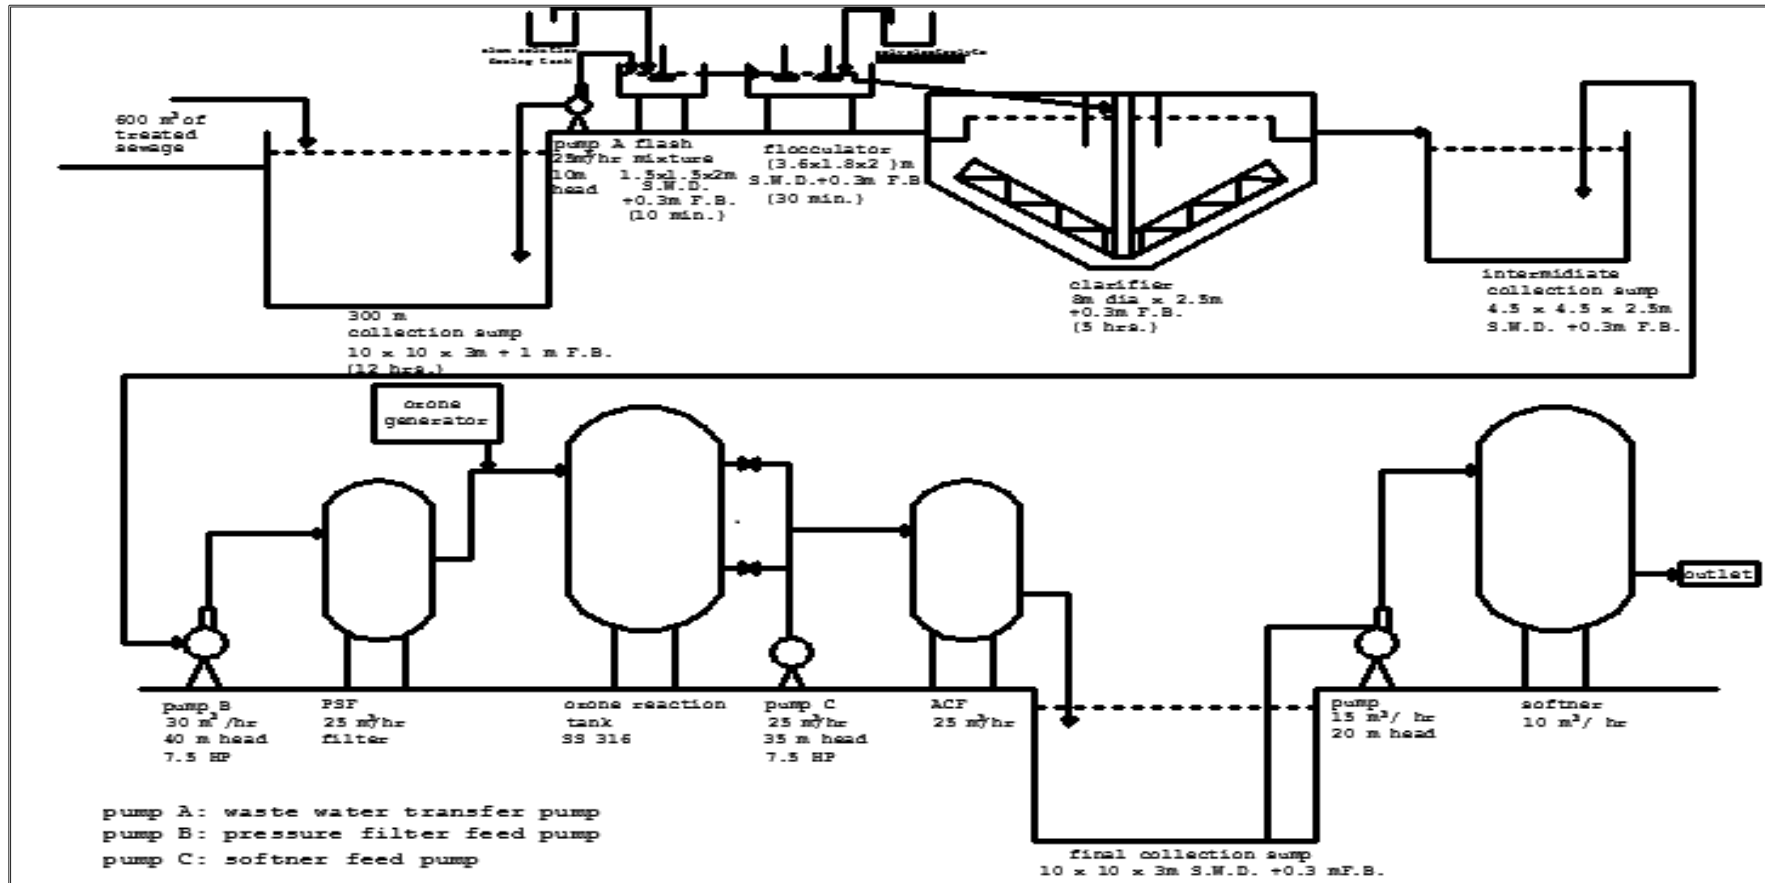 alum solution
dosing tank
polyelectrolyte
600 m³ of
treated
sewage
pump A
25m³/hr
10m
head
flash
mixture
1.5x1.5x2m
S.W.D.
+0.3m F.B.
(10 min.)
flocculator
(3.6x1.8x2 )m
S.W.D.+0.3m F.B
(30 min.)
clarifier
8m dia x 2.5m
+0.3m F.B.
(5 hrs.)
intermidiate
collection sump
4.5 x 4.5 x 2.5m
S.W.D. +0.3m F.B.
300 m
collection sump
10 x 10 x 3m + 1 m F.B.
(12 hrs.)
ozone
generator
outlet
pump B
30 m³/hr
40 m head
7.5 HP
PSF
25 m³/hr
filter
ozone reaction
tank
SS 316
pump C
25 m³/hr
35 m head
7.5 HP
ACF
25 m³/hr
pump
15 m³/ hr
20 m head
softner
10 m³/ hr
pump A: waste water transfer pump
pump B: pressure filter feed pump
pump C: softner feed pump
final collection sump
10 x 10 x 3m S.W.D. +0.3 mF.B.